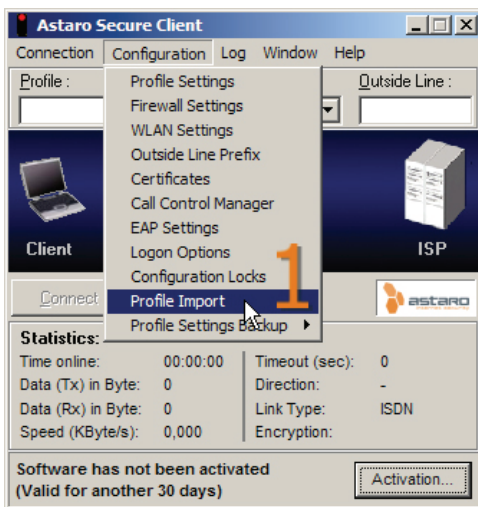 Astaro Secure Client
Connection Configuration Log Window Help
Profile : Outside Line :
Profile Settings
Firewall Settings
WLAN Settings
Outside Line Prefix
Certificates
Call Control Manager
EAP Settings
Logon Options
Configuration Locks
Profile Import
Profile Settings Backup
1
Client ISP
Connect
astaro
Statistics:
Time online: 00:00:00 Timeout (sec): 0
Data (Tx) in Byte: 0 Direction: -
Data (Rx) in Byte: 0 Link Type: ISDN
Speed (KByte/s): 0,000 Encryption:
Software has not been activated
(Valid for another 30 days) Activation...